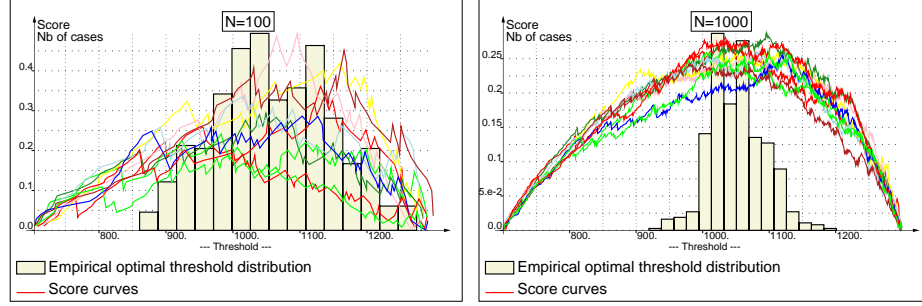 N=100
Score
Nb of cases
0.4
0.3
0.2
0.1
0.0
800. 900. 1000. 1100. 1200.
--- Threshold ---
Empirical optimal threshold distribution
Score curves
N=1000
Score
Nb of cases
0.25
0.2
0.15
0.1
5.e-2
0.0
800. 900. 1000. 1100. 1200.
--- Threshold ---
Empirical optimal threshold distribution
Score curves